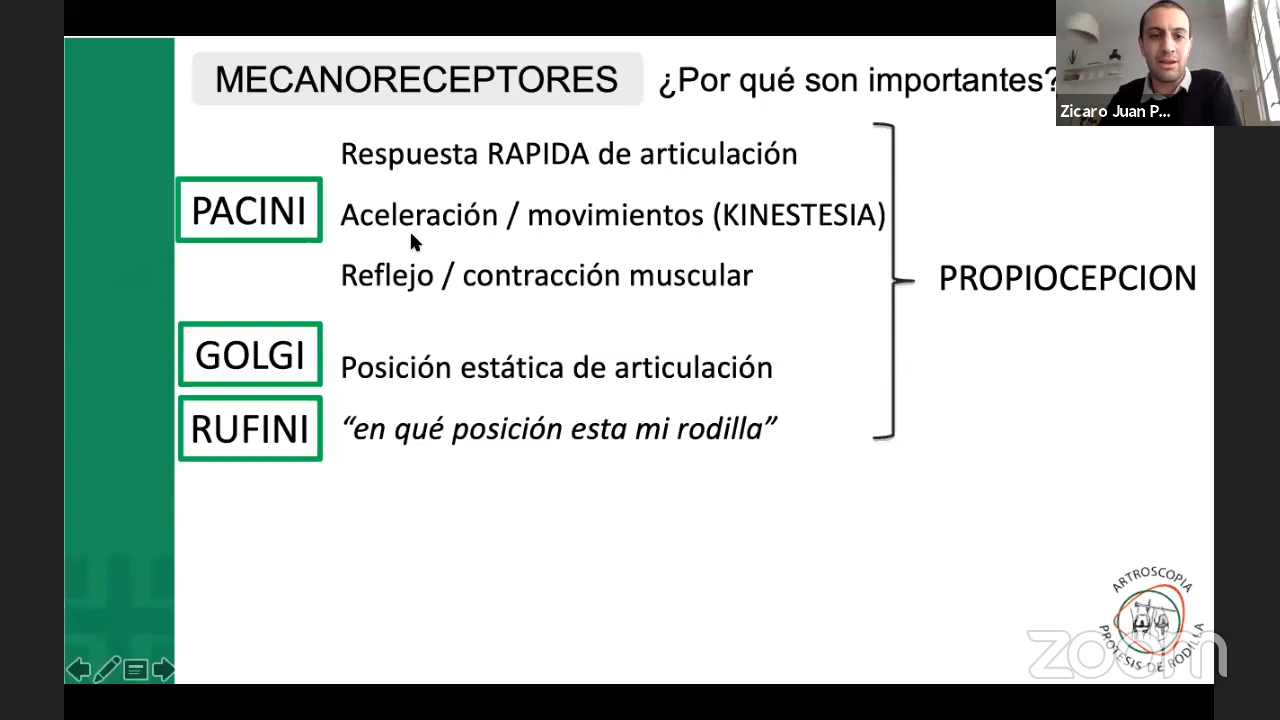 MECANORECEPTORES ¿Por qué son importantes?
Zicaro Juan P...
Respuesta RAPIDA de articulación
PACINI Aceleración / movimientos (KINESTESIA)
Reflejo / contracción muscular
PROPIOCEPCION
GOLGI
Posición estática de articulación
RUFINI “en qué posición esta mi rodilla”
ARTROSCOPIA
PROTESIS DE RODILLA
zoom